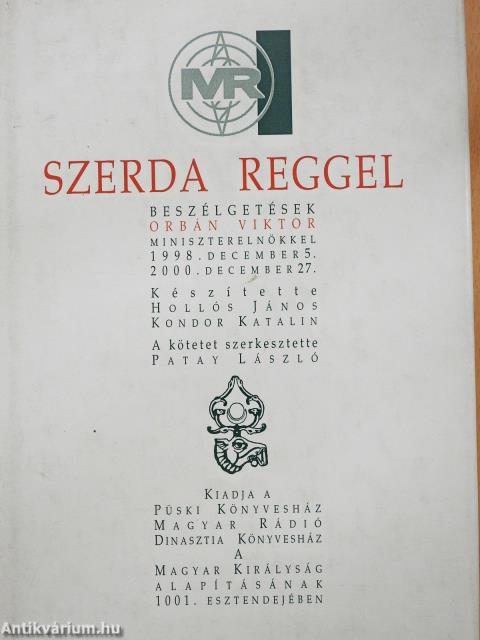 MR
SZERDA REGGEL
BESZÉLGETÉSEK
ORBÁN VIKTOR
MINISZTERELNÖKKEL
1998. DECEMBER 5.
2000. DECEMBER 27.
Készítette
HOLLÓS JÁNOS
KONDOR KATALIN
A kötetet szerkesztette
PATAY LÁSZLÓ
KIADJA A
PÜSKI KÖNYVESHÁZ
MAGYAR RÁDIÓ
DINASZTIA KÖNYVESHÁZ
A
MAGYAR KIRÁLYSÁG
ALAPÍTÁSÁNAK
1001. ESZTENDEJÉBEN
Antikvárium.hu